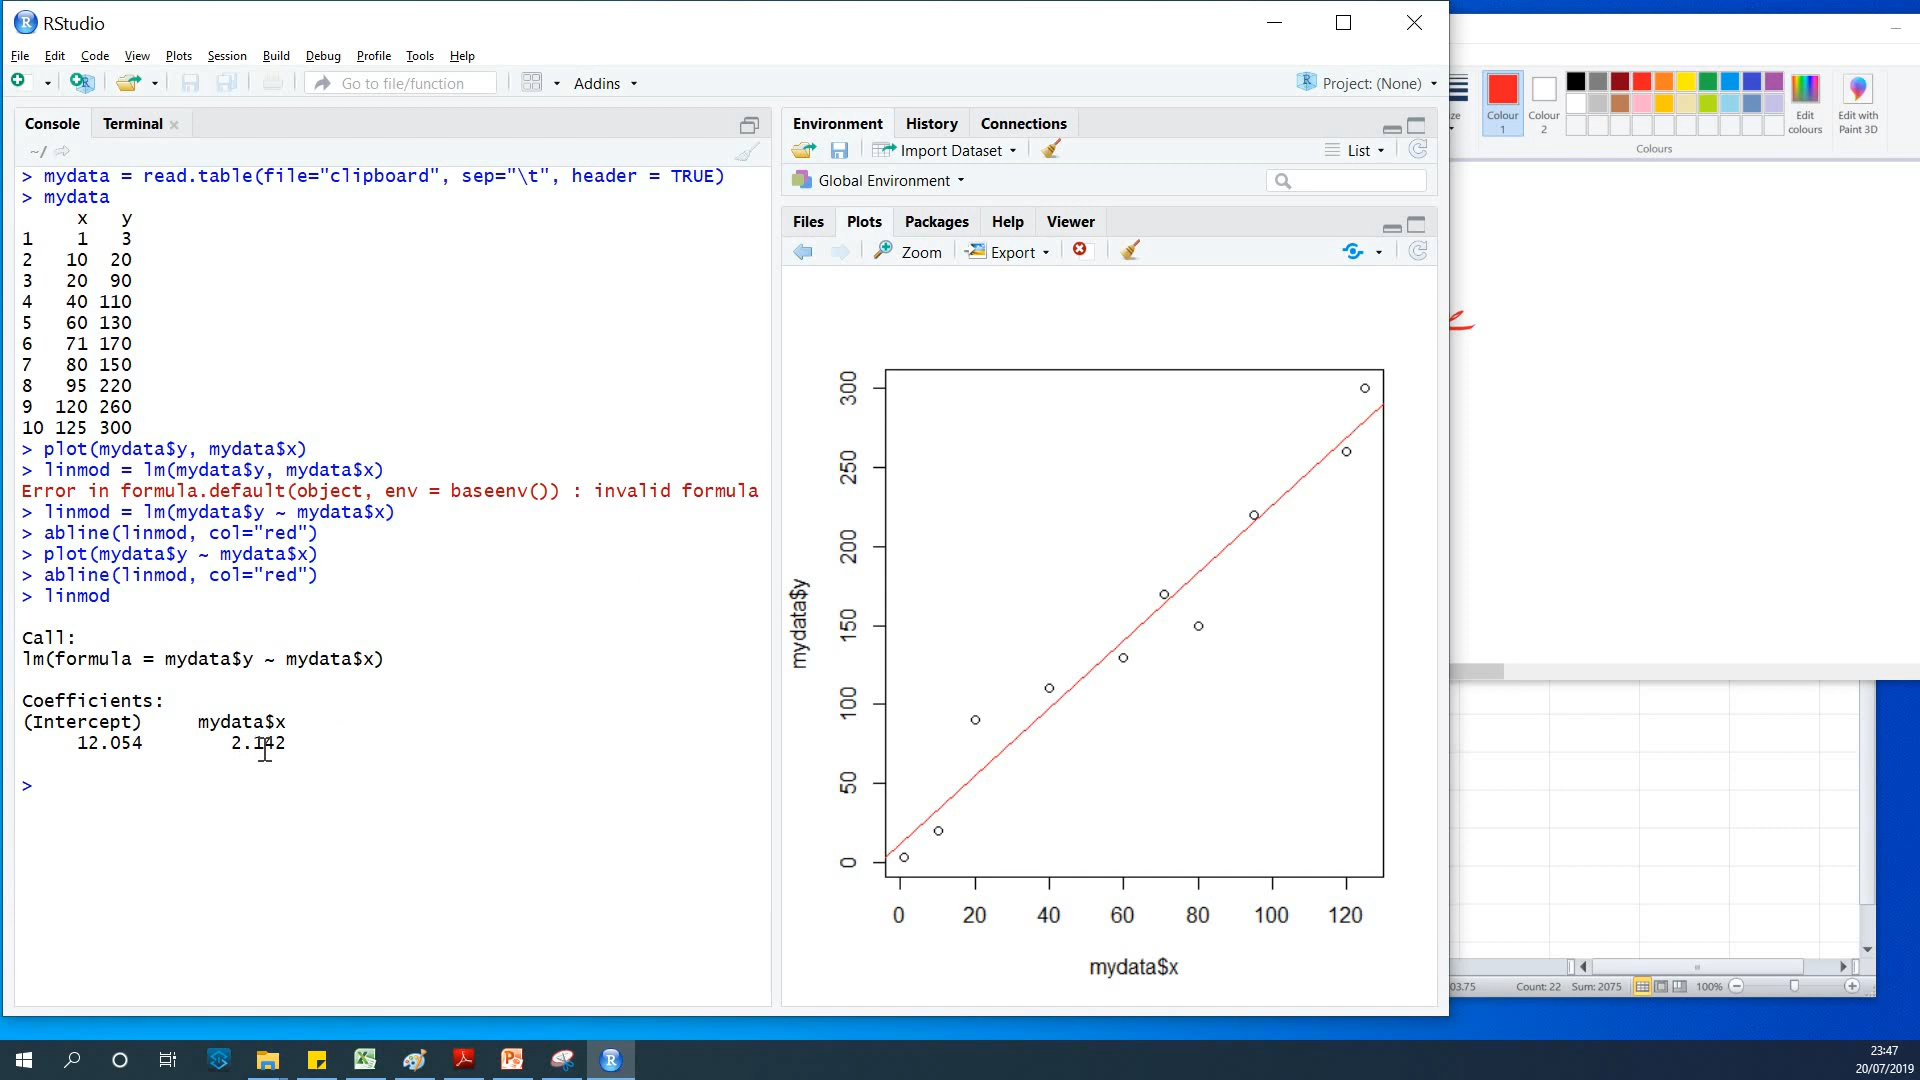 RStudio
File Edit Code View Plots Session Build Debug Profile Tools Help
Go to file/function Addins Project: (None)
Console Terminal
~/
> mydata = read.table(file="clipboard", sep="\t", header = TRUE)
> mydata
x y
1 1 3
2 10 20
3 20 90
4 40 110
5 60 130
6 71 170
7 80 150
8 95 220
9 120 260
10 125 300
> plot(mydata$y, mydata$x)
> linmod = lm(mydata$y, mydata$x)
Error in formula.default(object, env = baseenv()) : invalid formula
> linmod = lm(mydata$y ~ mydata$x)
> abline(linmod, col="red")
> plot(mydata$y ~ mydata$x)
> abline(linmod, col="red")
> linmod
Call:
lm(formula = mydata$y ~ mydata$x)
Coefficients:
(Intercept) mydata$x
12.054 2.142
>
Environment History Connections
Import Dataset List
Global Environment
Files Plots Packages Help Viewer
Zoom Export
300
250
200
150
100
50
0
mydata$y
0 20 40 60 80 100 120
mydata$x
Colour 1
Colour 2
Edit colours
Edit with Paint 3D
Colours
03.75 Count: 22 Sum: 2075 100%
23:47
20/07/2019